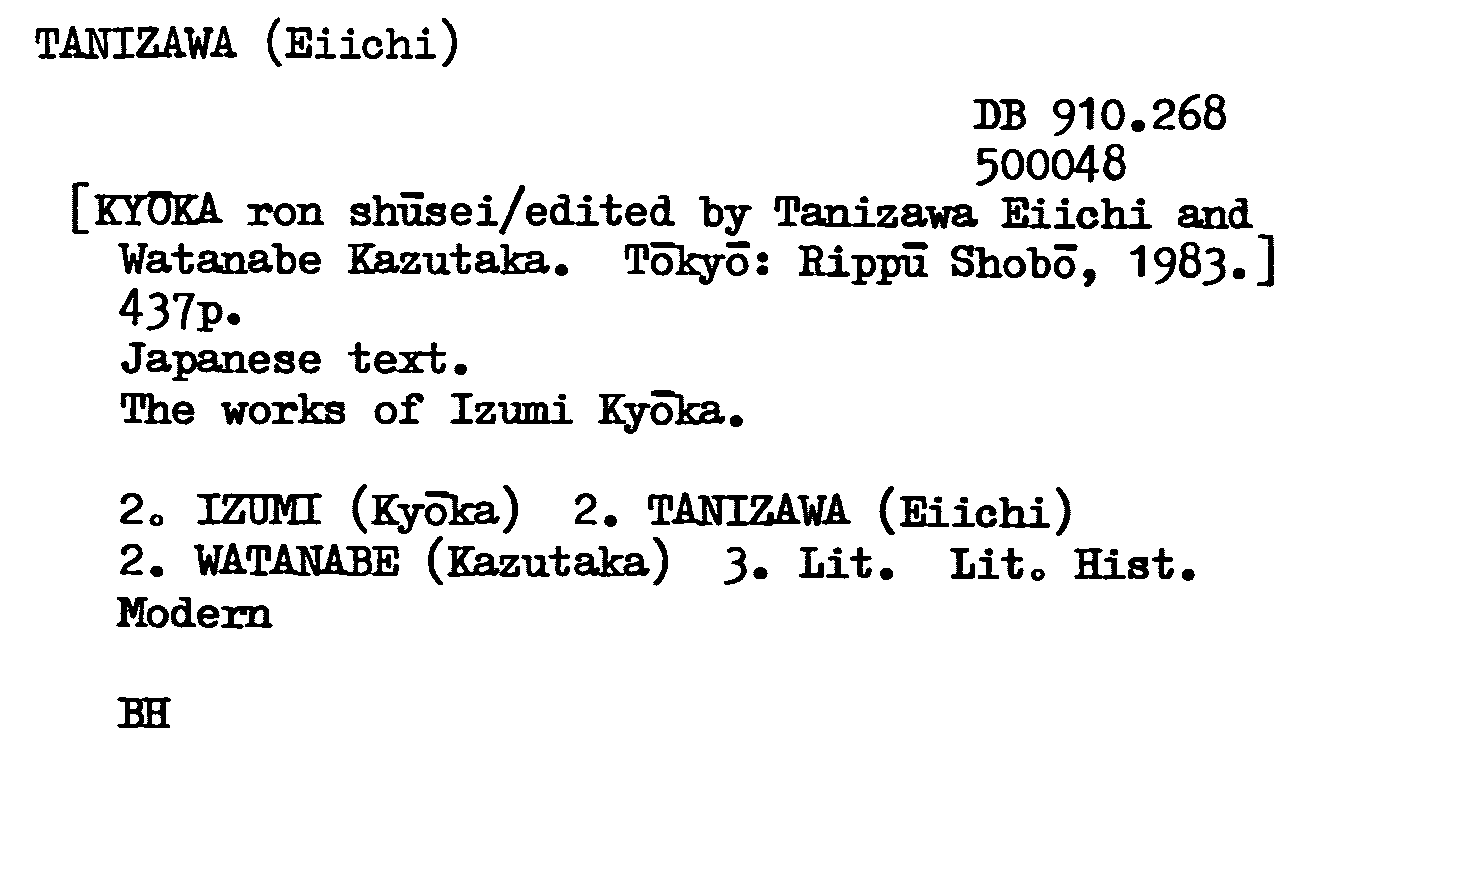 TANIZAWA (Eiichi)
DB 910.268
500048
[KYŌKA ron shūsei/edited by Tanizawa Eiichi and
Watanabe Kazutaka. Tōkyō: Rippū Shobō, 1983.]
437p.
Japanese text.
The works of Izumi Kyōka.
2. IZUMI (Kyōka) 2. TANIZAWA (Eiichi)
2. WATANABE (Kazutaka) 3. Lit. Lit. Hist.
Modern
BH